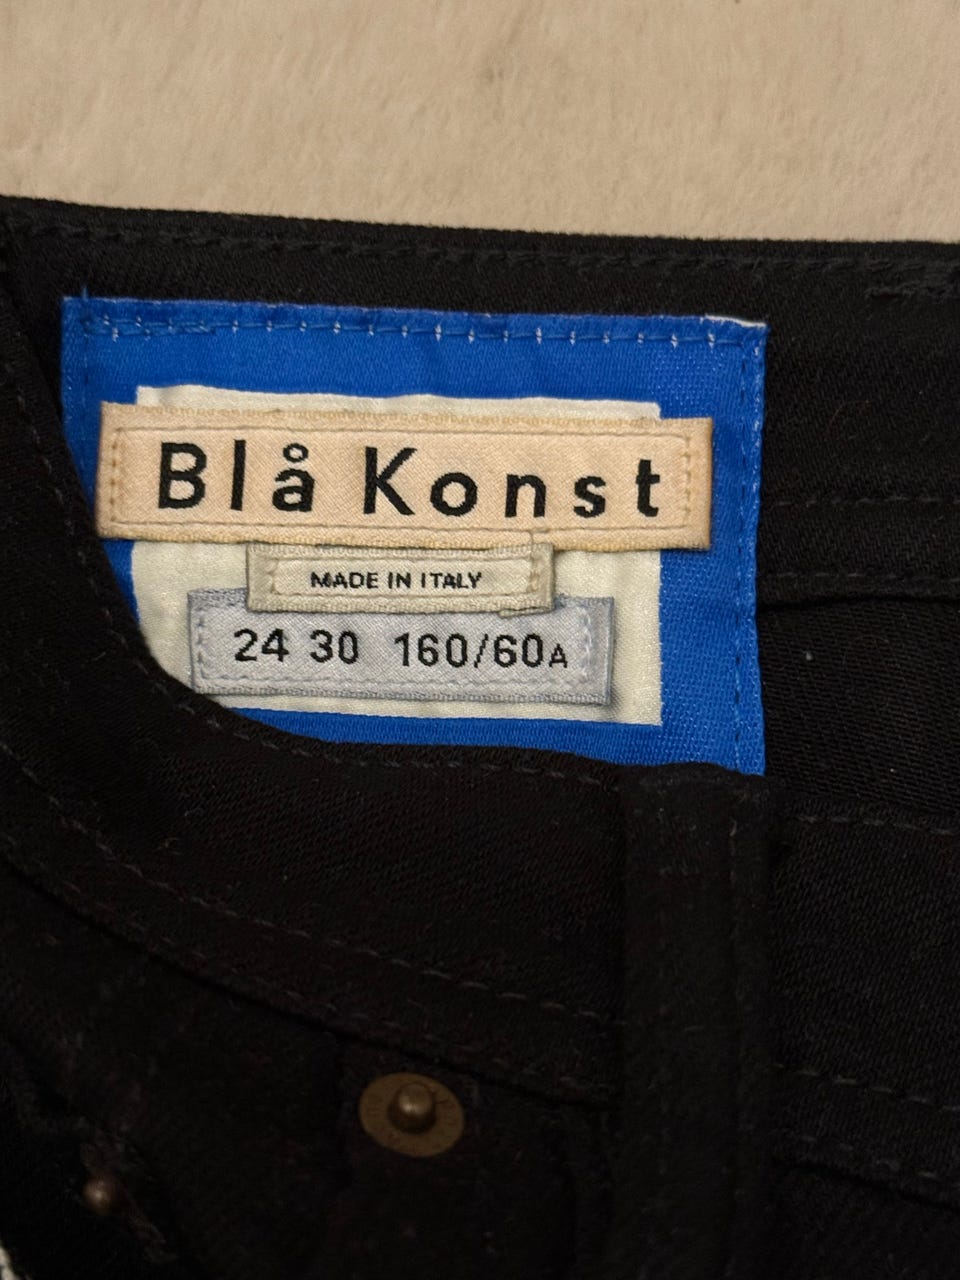 Blå Konst
MADE IN ITALY
24 30 160/60A